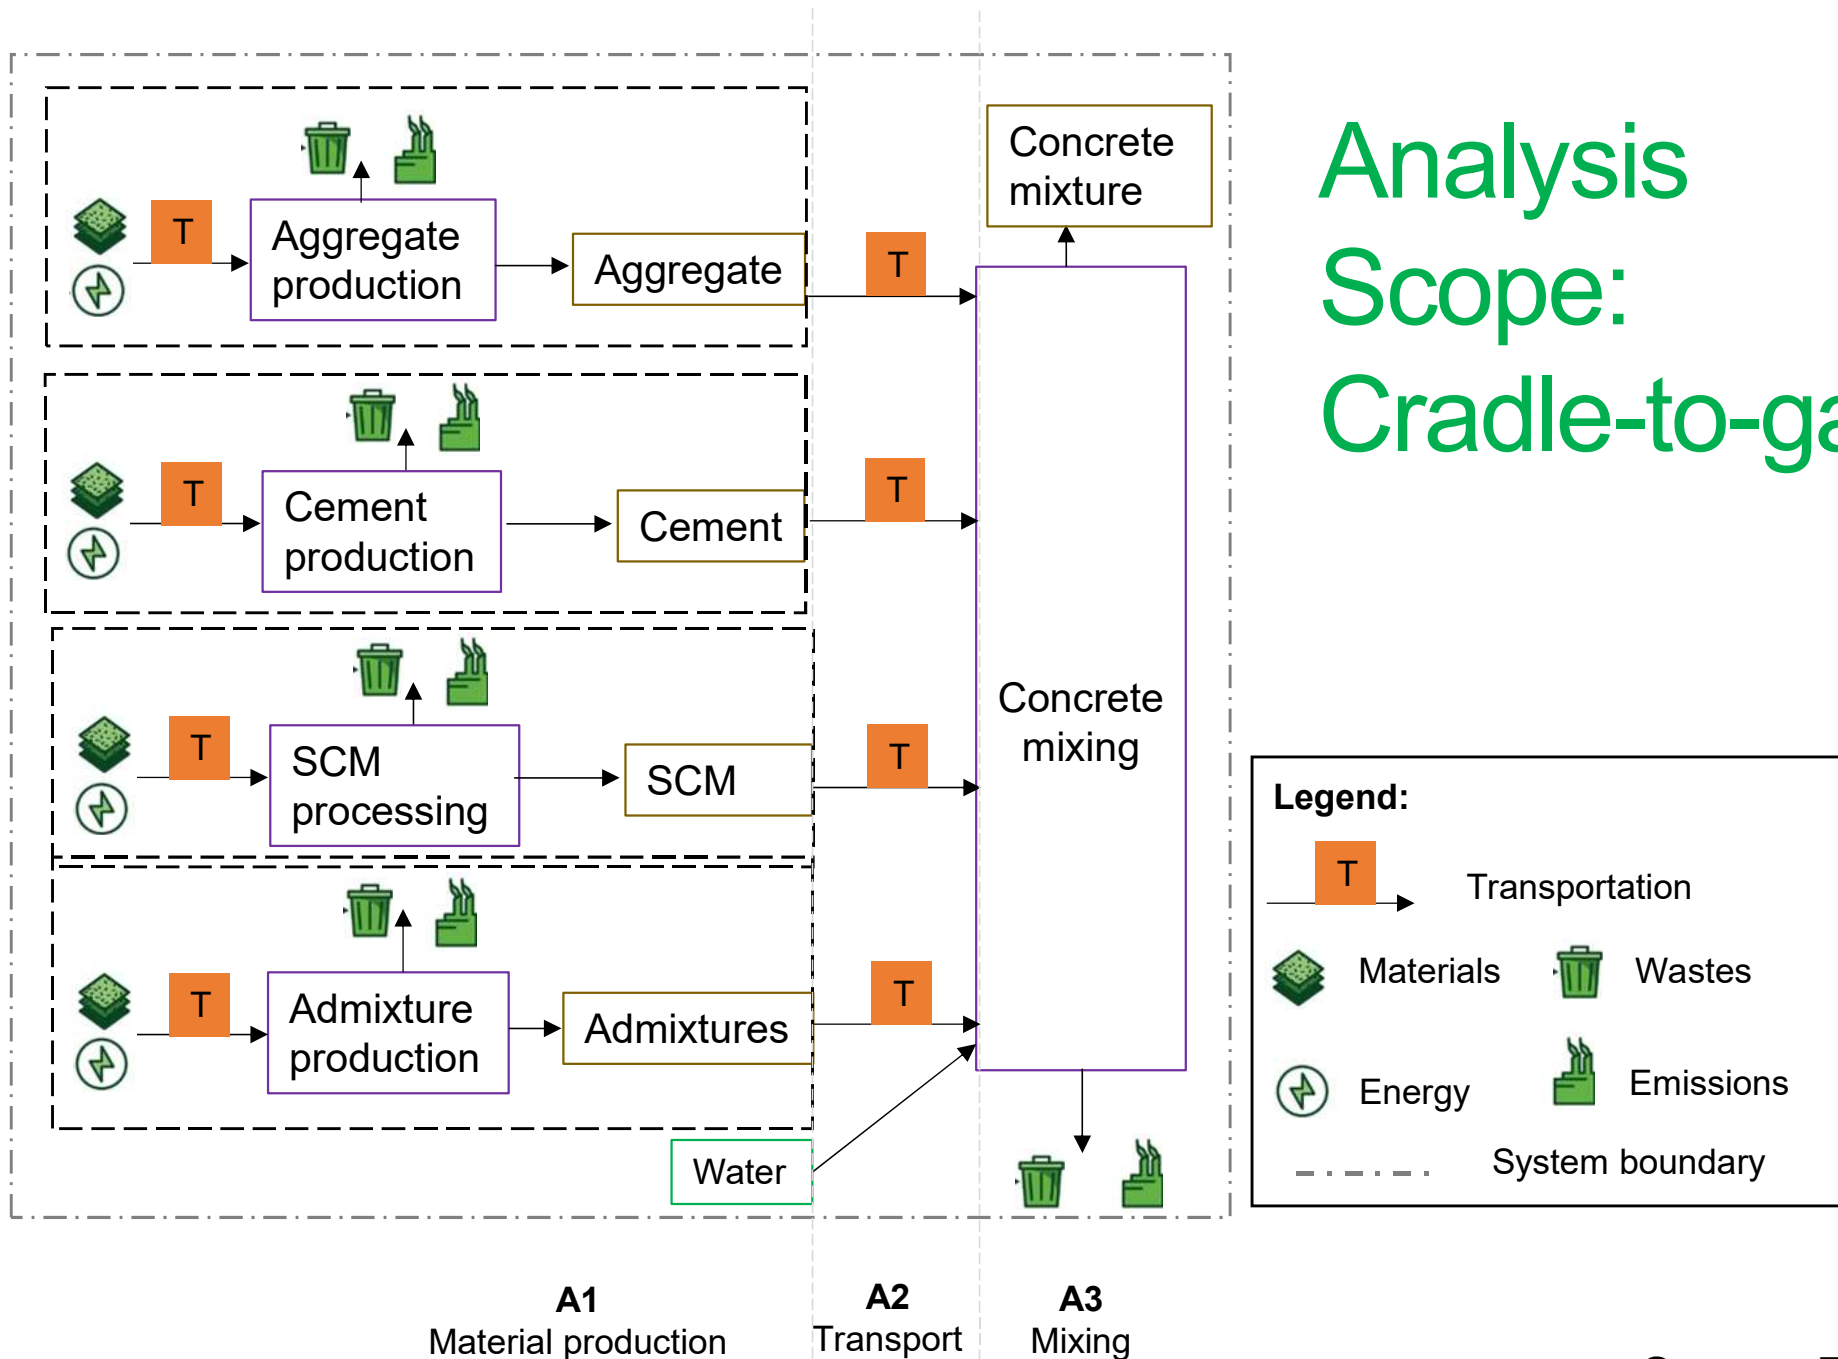 Analysis
Scope:
Cradle-to-ga
T
Aggregate
production
Aggregate
T
Concrete
mixture
T
Cement
production
Cement
T
T
SCM
processing
SCM
T
Concrete
mixing
T
Admixture
production
Admixtures
T
Water
Legend:
T
Transportation
Materials
Wastes
Energy
Emissions
System boundary
A1
Material production
A2
Transport
A3
Mixing